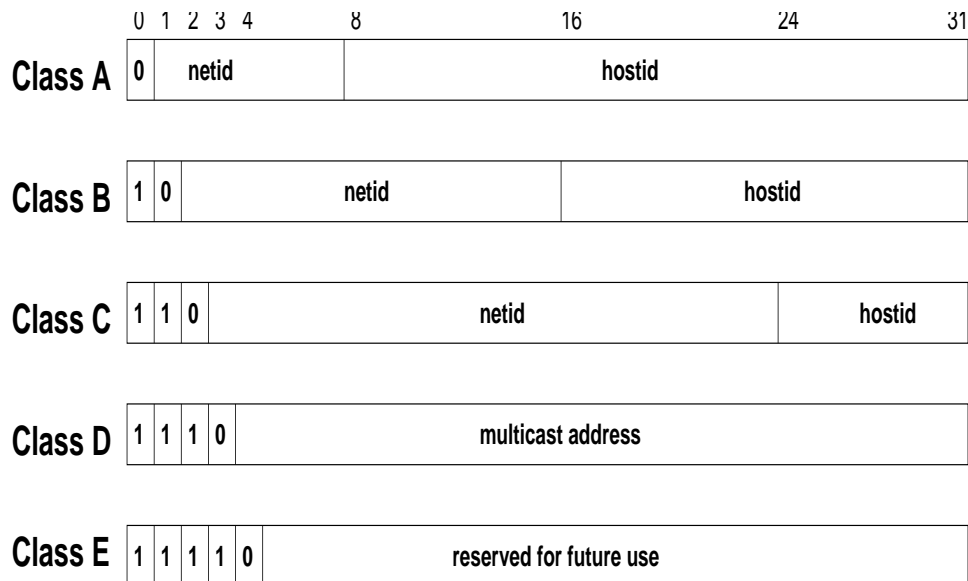 0 1 2 3 4 8 16 24 31
Class A 0 netid hostid
Class B 1 0 netid hostid
Class C 1 1 0 netid hostid
Class D 1 1 1 0 multicast address
Class E 1 1 1 1 0 reserved for future use